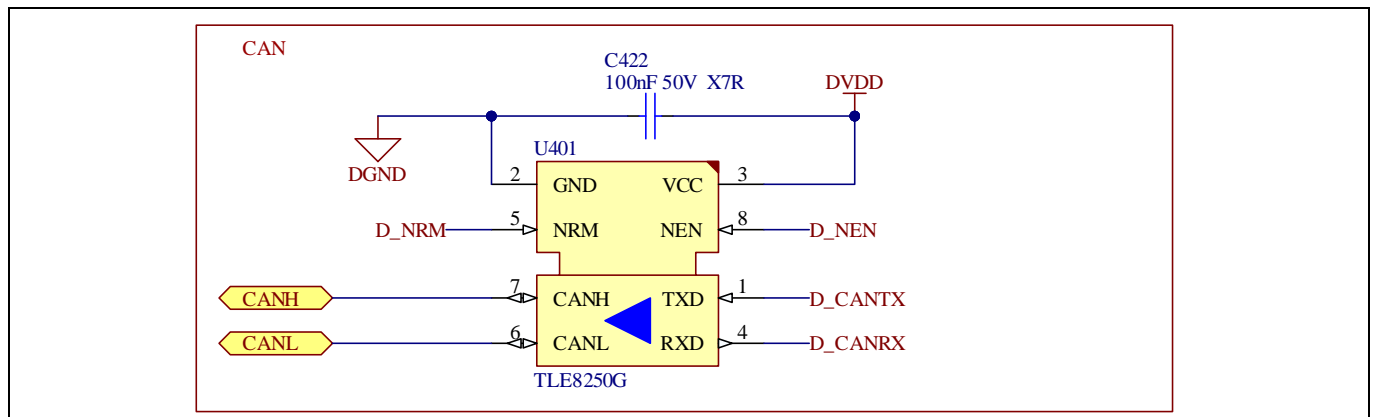 CAN
C422
100nF 50V X7R
DVDD
DGND
U401
2 GND VCC 3
D_NRM 5 NRM NEN 8 D_NEN
CANH 7 CANH TXD 1 D_CANTX
CANL 6 CANL RXD 4 D_CANRX
TLE8250G